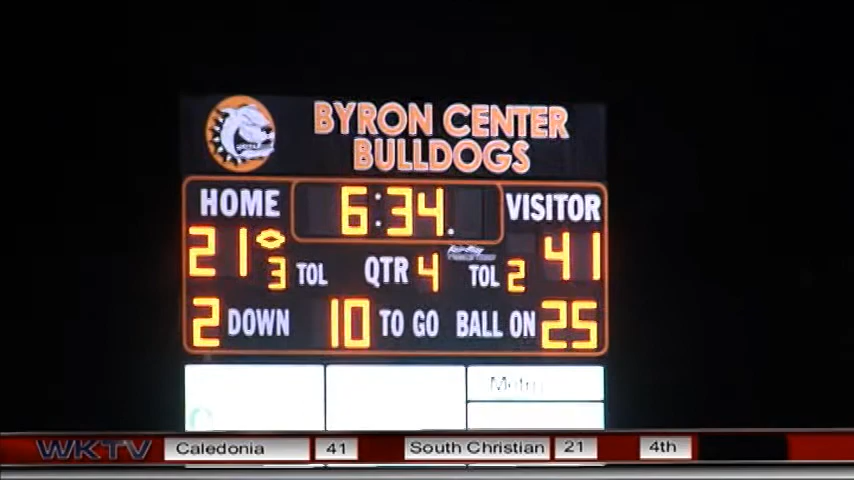 BYRON CENTER
BULLDOGS
HOME 6:34 VISITOR
21 3 TOL QTR 4 TOL 2 41
2 DOWN 10 TO GO BALL ON 25
WKTV Caledonia 41 South Christian 21 4th